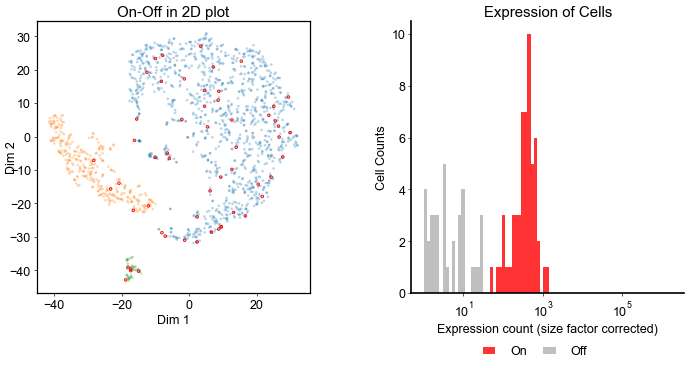 On-Off in 2D plot
Dim 2
30
20
10
0
−10
−20
−30
−40
−40
−20
0
20
Dim 1
Expression of Cells
Cell Counts
10
8
6
4
2
0
10^1
10^3
10^5
Expression count (size factor corrected)
On
Off